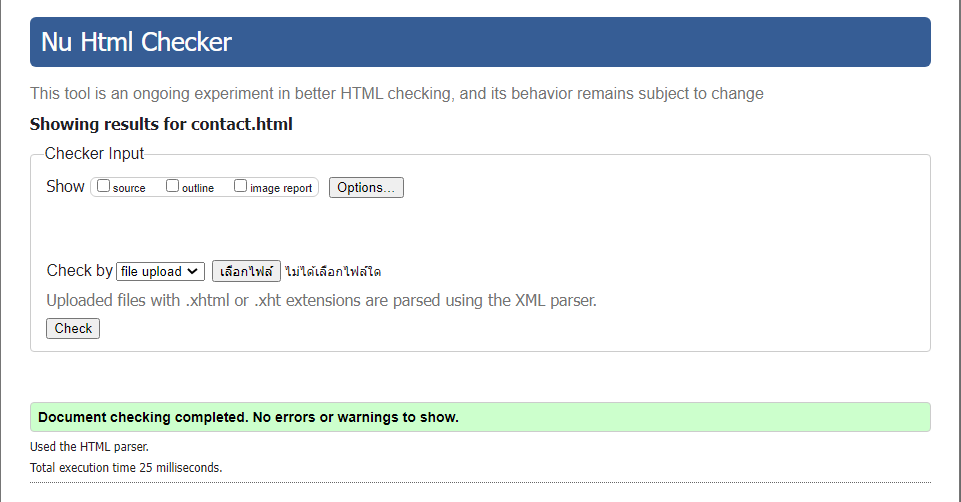 Nu Html Checker
This tool is an ongoing experiment in better HTML checking, and its behavior remains subject to change
Showing results for contact.html
Checker Input
Show source outline image report Options...
Check by file upload เลือกไฟล์ ไม่ได้เลือกไฟล์ใด
Uploaded files with .xhtml or .xht extensions are parsed using the XML parser.
Check
Document checking completed. No errors or warnings to show.
Used the HTML parser.
Total execution time 25 milliseconds.